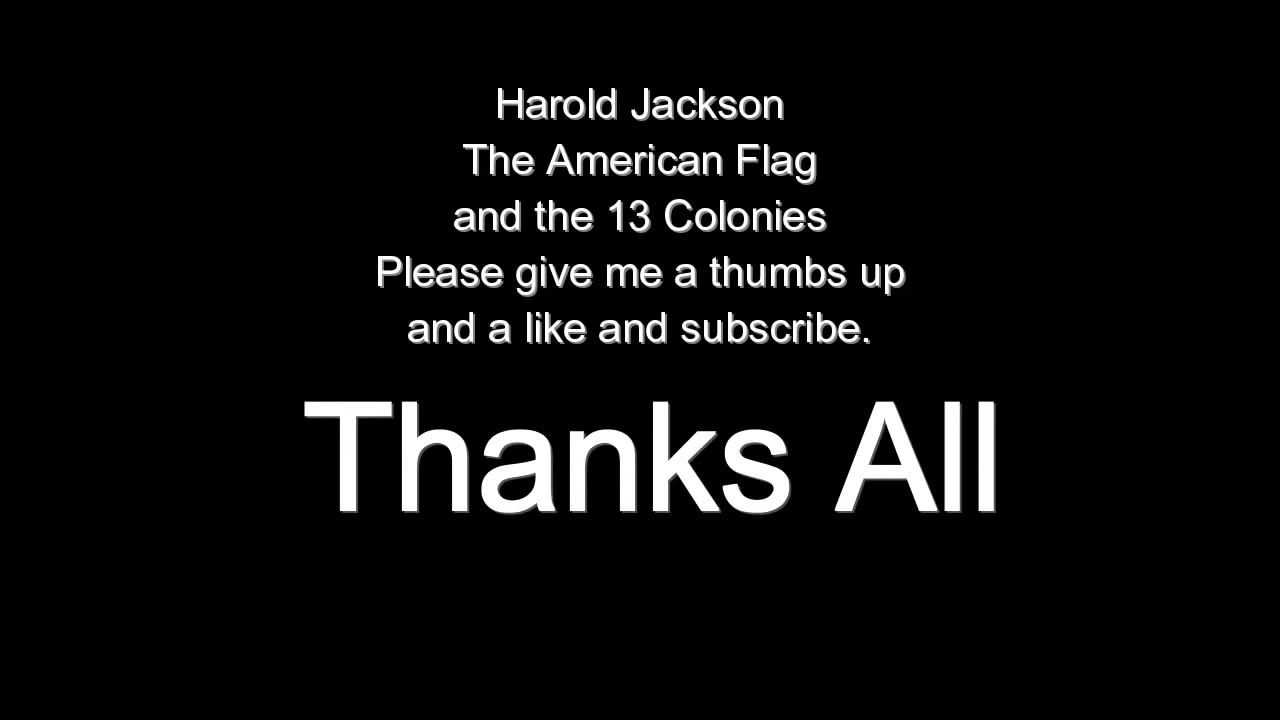 Harold Jackson
The American Flag
and the 13 Colonies
Please give me a thumbs up
and a like and subscribe.
Thanks All